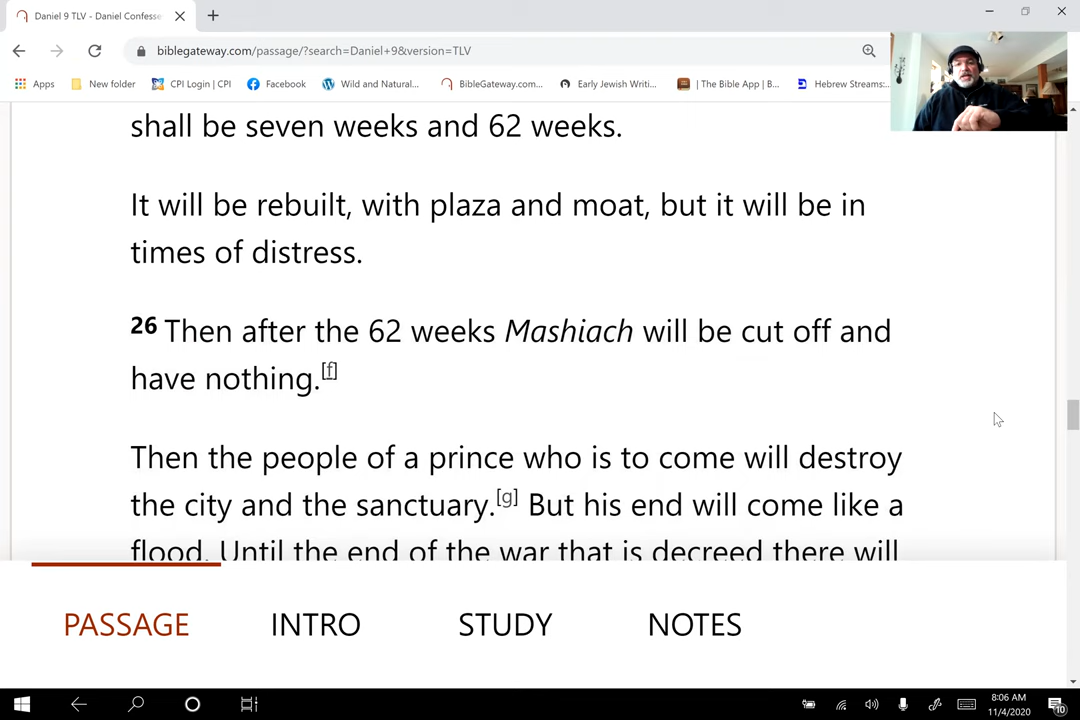 Daniel 9 TLV - Daniel Confesse
biblegateway.com/passage/?search=Daniel+9&version=TLV
Apps New folder CPI Login | CPI Facebook Wild and Natural... BibleGateway.com... Early Jewish Writi... | The Bible App | B... Hebrew Streams:...
shall be seven weeks and 62 weeks.
It will be rebuilt, with plaza and moat, but it will be in
times of distress.
26 Then after the 62 weeks Mashiach will be cut off and
have nothing.[f]
Then the people of a prince who is to come will destroy
the city and the sanctuary.[g] But his end will come like a
flood. Until the end of the war that is decreed there will
PASSAGE INTRO STUDY NOTES
8:06 AM
11/4/2020
10